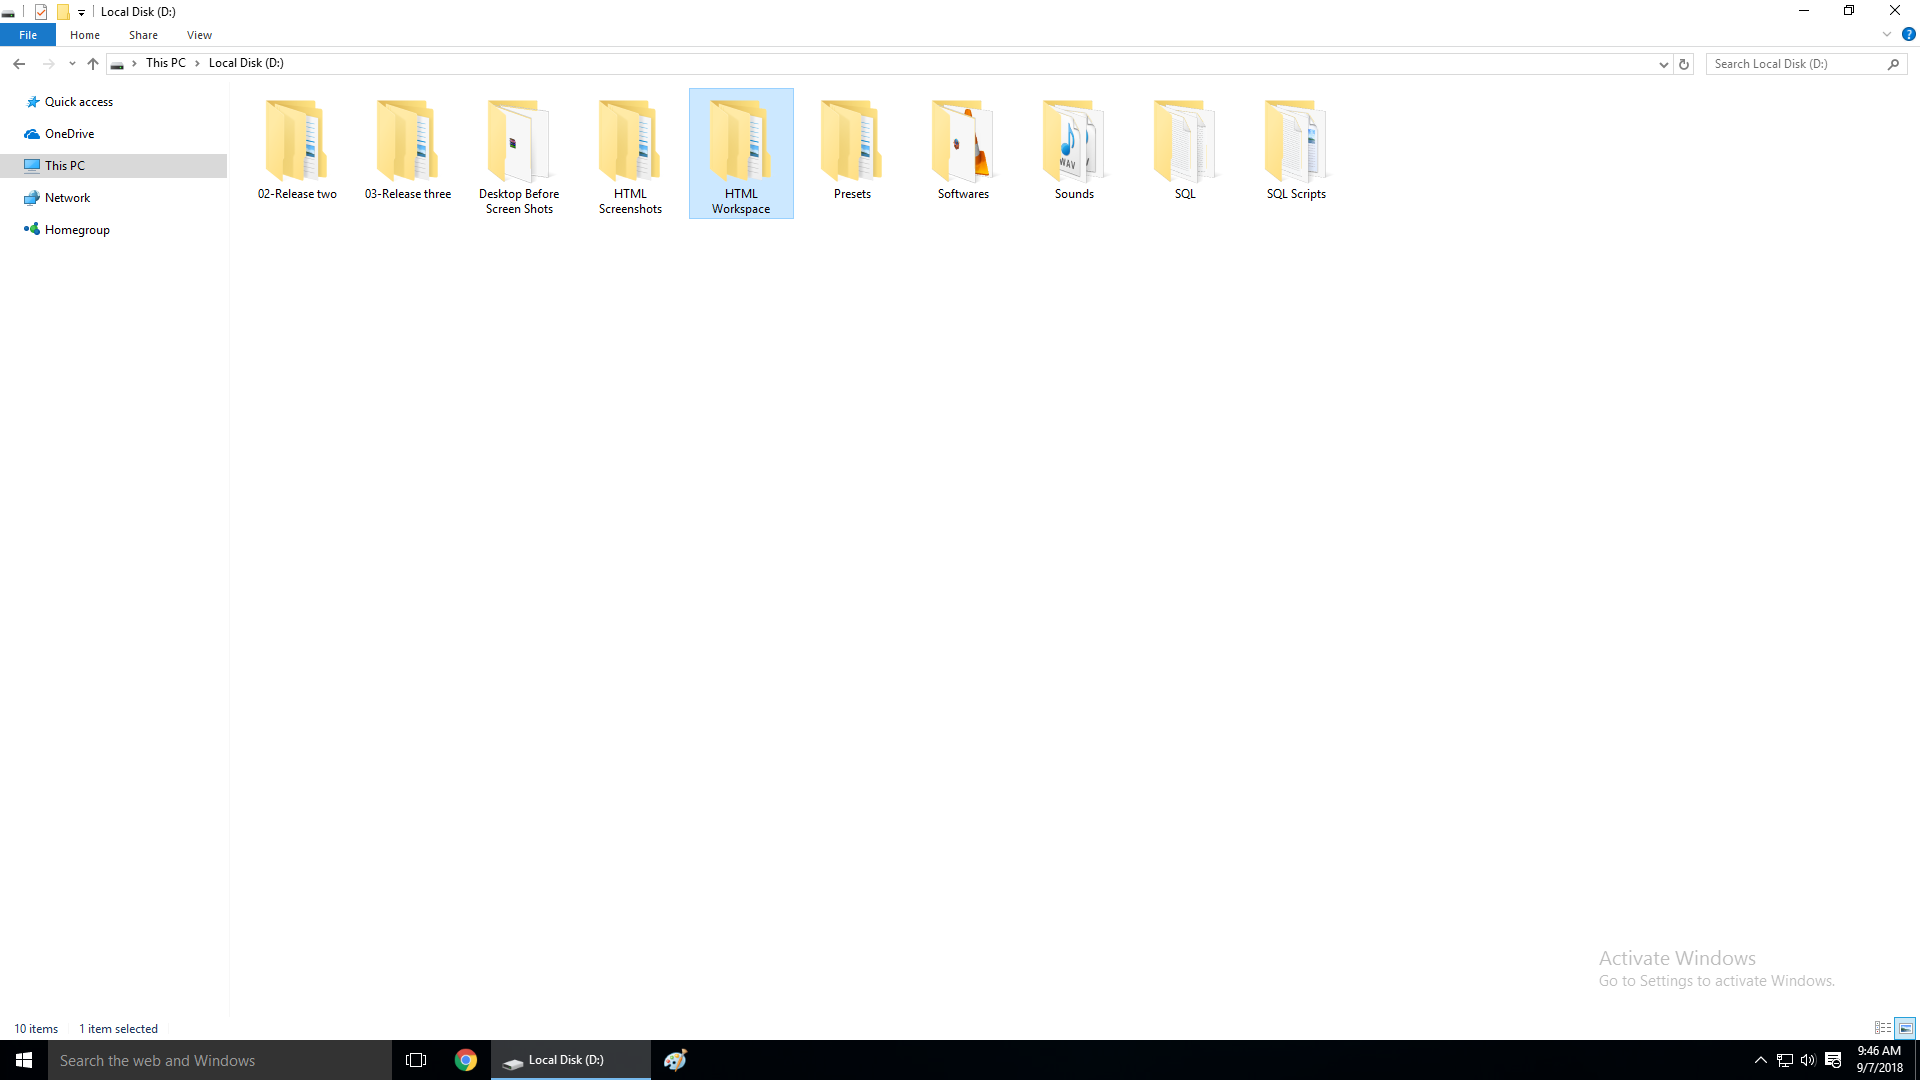 Local Disk (D:)
File Home Share View
This PC Local Disk (D:)
Search Local Disk (D:)
Quick access
OneDrive
This PC
Network
Homegroup
02-Release two
03-Release three
Desktop Before
Screen Shots
HTML
Screenshots
HTML
Workspace
Presets
Softwares
WAV
Sounds
SQL
SQL Scripts
Activate Windows
Go to Settings to activate Windows.
10 items 1 item selected
Search the web and Windows
Local Disk (D:)
9:46 AM
9/7/2018